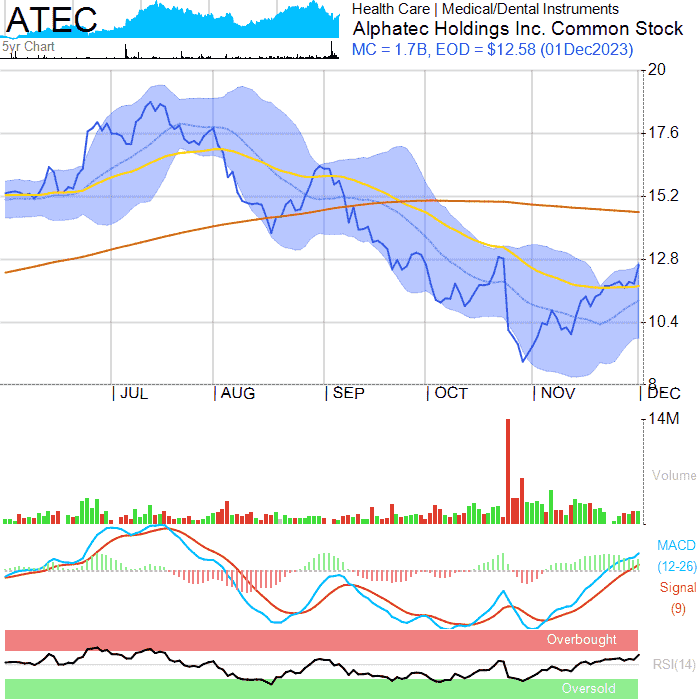 ATEC
5yr Chart
Health Care | Medical/Dental Instruments
Alphatec Holdings Inc. Common Stock
MC = 1.7B, EOD = $12.58 (01Dec2023)
20
17.6
15.2
12.8
10.4
8
JUL AUG SEP OCT NOV DEC
14M
Volume
MACD
(12-26)
Signal
(9)
Overbought
RSI(14)
Oversold